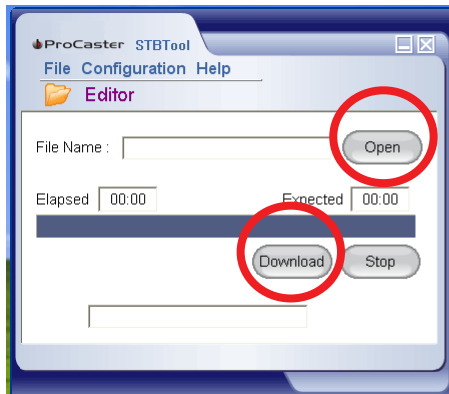 ProCaster STBTool
File Configuration Help
Editor
File Name : Open
Elapsed 00:00 Expected 00:00
Download Stop